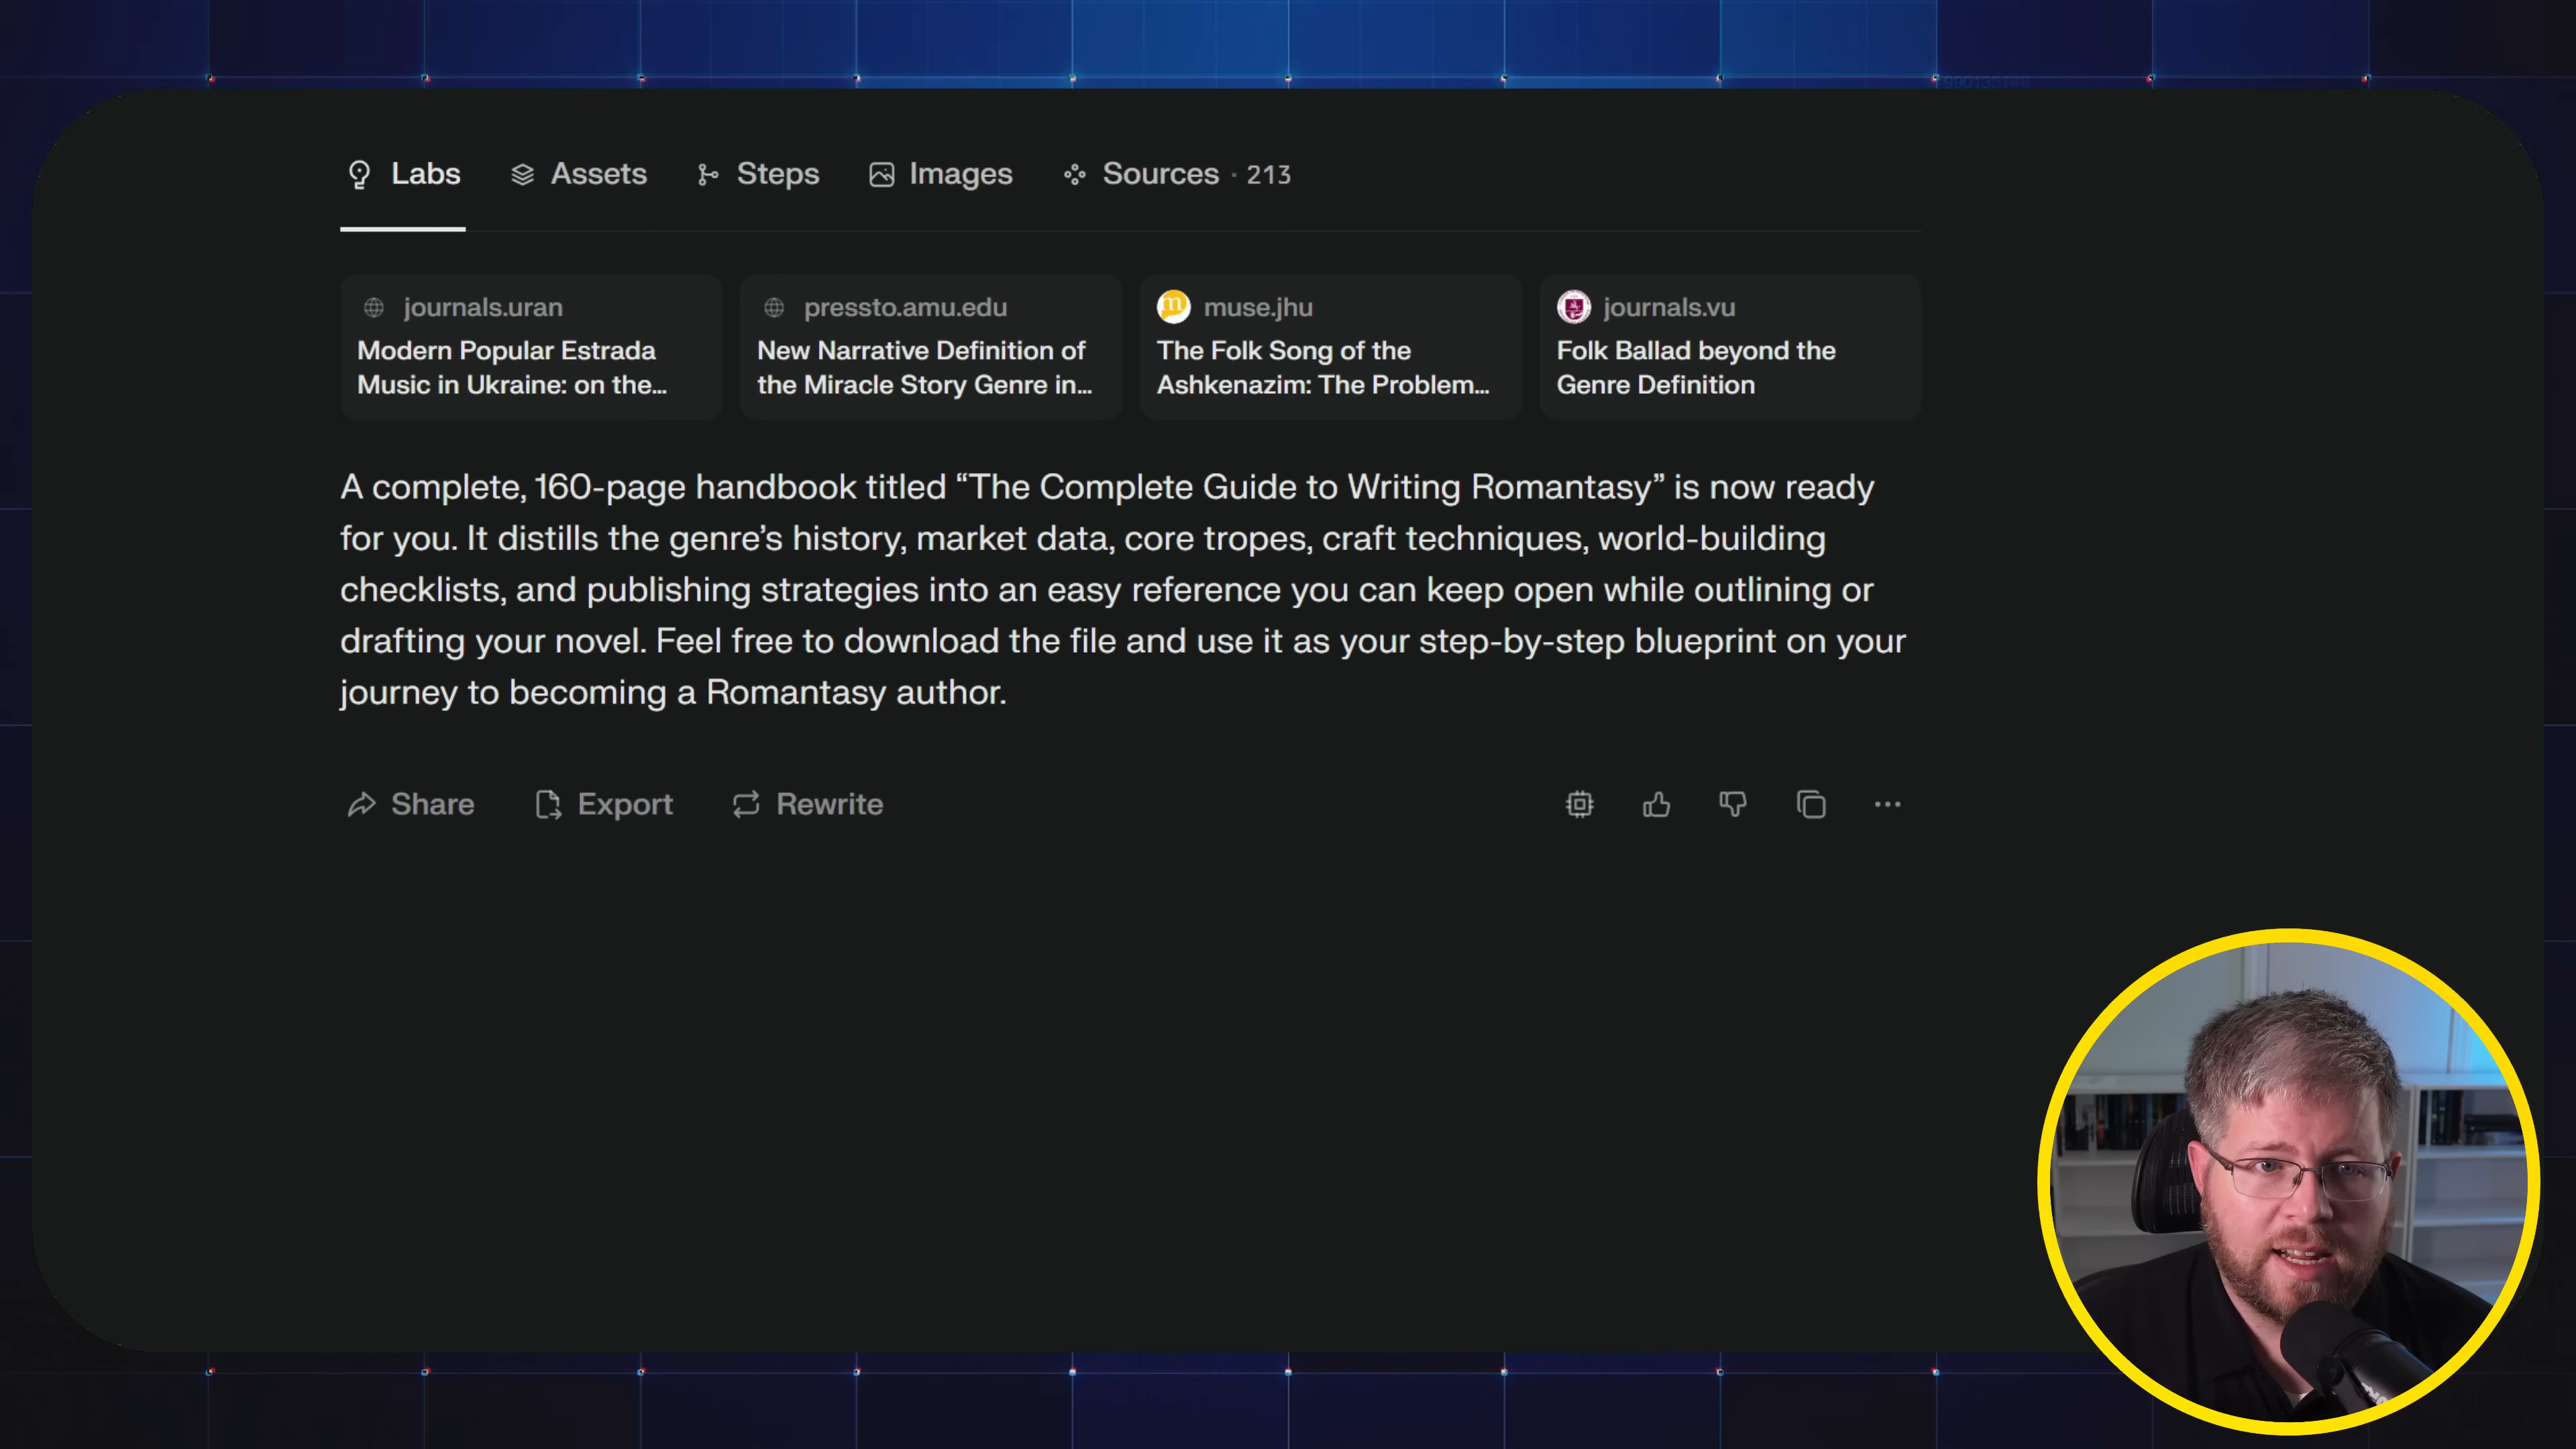 Labs Assets Steps Images Sources · 213
journals.uran
Modern Popular Estrada
Music in Ukraine: on the...
pressto.amu.edu
New Narrative Definition of
the Miracle Story Genre in...
muse.jhu
The Folk Song of the
Ashkenazim: The Problem...
journals.vu
Folk Ballad beyond the
Genre Definition
A complete, 160-page handbook titled “The Complete Guide to Writing Romantasy” is now ready
for you. It distills the genre’s history, market data, core tropes, craft techniques, world-building
checklists, and publishing strategies into an easy reference you can keep open while outlining or
drafting your novel. Feel free to download the file and use it as your step-by-step blueprint on your
journey to becoming a Romantasy author.
Share Export Rewrite